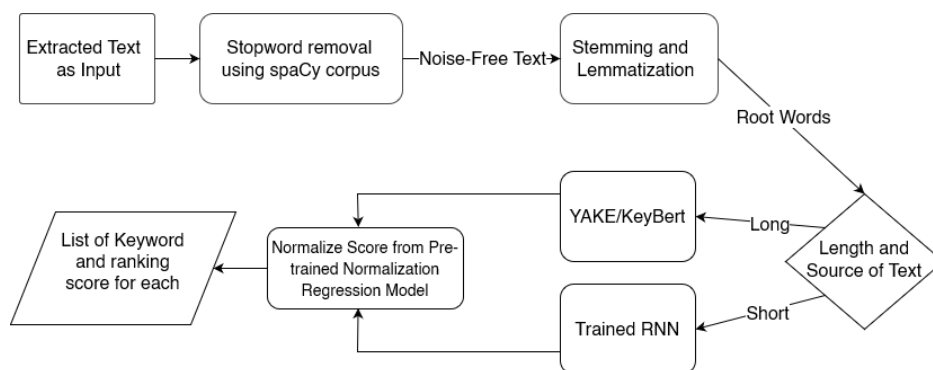 Extracted Text
as Input
Stopword removal
using spaCy corpus
Noise-Free Text
Stemming and
Lemmatization
Root Words
Length and
Source of Text
Long
Short
YAKE/KeyBert
Trained RNN
Normalize Score from Pre-
trained Normalization
Regression Model
List of Keyword
and ranking
score for each